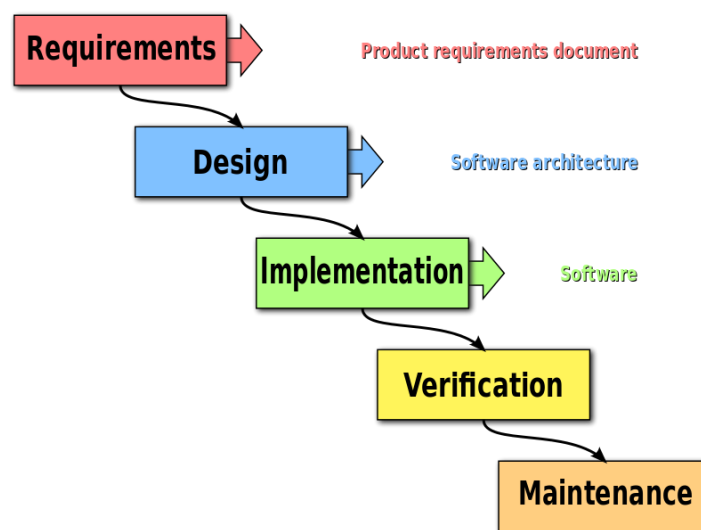 Requirements
Product requirements document
Design
Software architecture
Implementation
Software
Verification
Maintenance